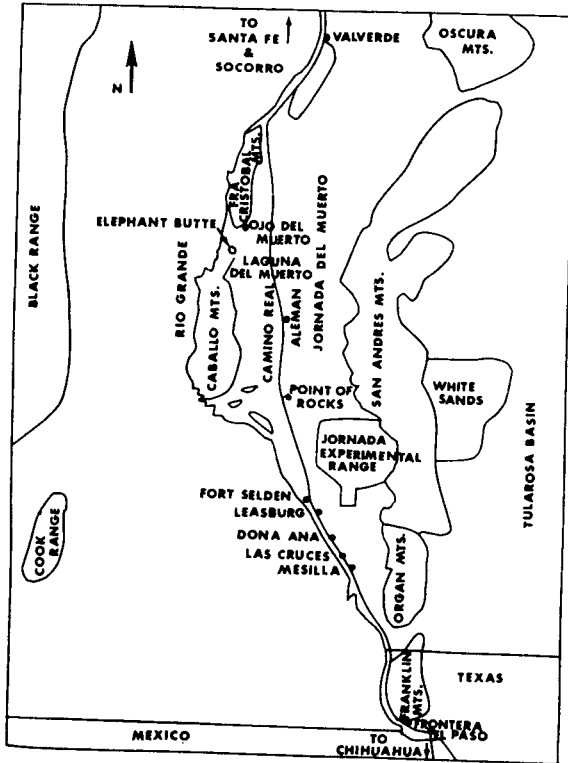 TO
SANTA FE
&
SOCORRO
VALVERDE
OSCURA
MTS.
N
FRA
CRISTOBAL
MTS.
ELEPHANT BUTTE
OJO DEL
MUERTO
LAGUNA
DEL MUERTO
BLACK RANGE
RIO GRANDE
CABALLO MTS.
CAMINO REAL
ALEMAN
JORNADA DEL MUERTO
SAN ANDRES MTS.
POINT OF
ROCKS
WHITE
SANDS
JORNADA
EXPERIMENTAL
RANGE
TULAROSA BASIN
FORT SELDEN
LEASBURG
DONA ANA
LAS CRUCES
MESILLA
COOK
RANGE
ORGAN MTS.
FRANKLIN
MTS.
TEXAS
FRONTERA
EL PASO
MEXICO
TO
CHIHUAHUA